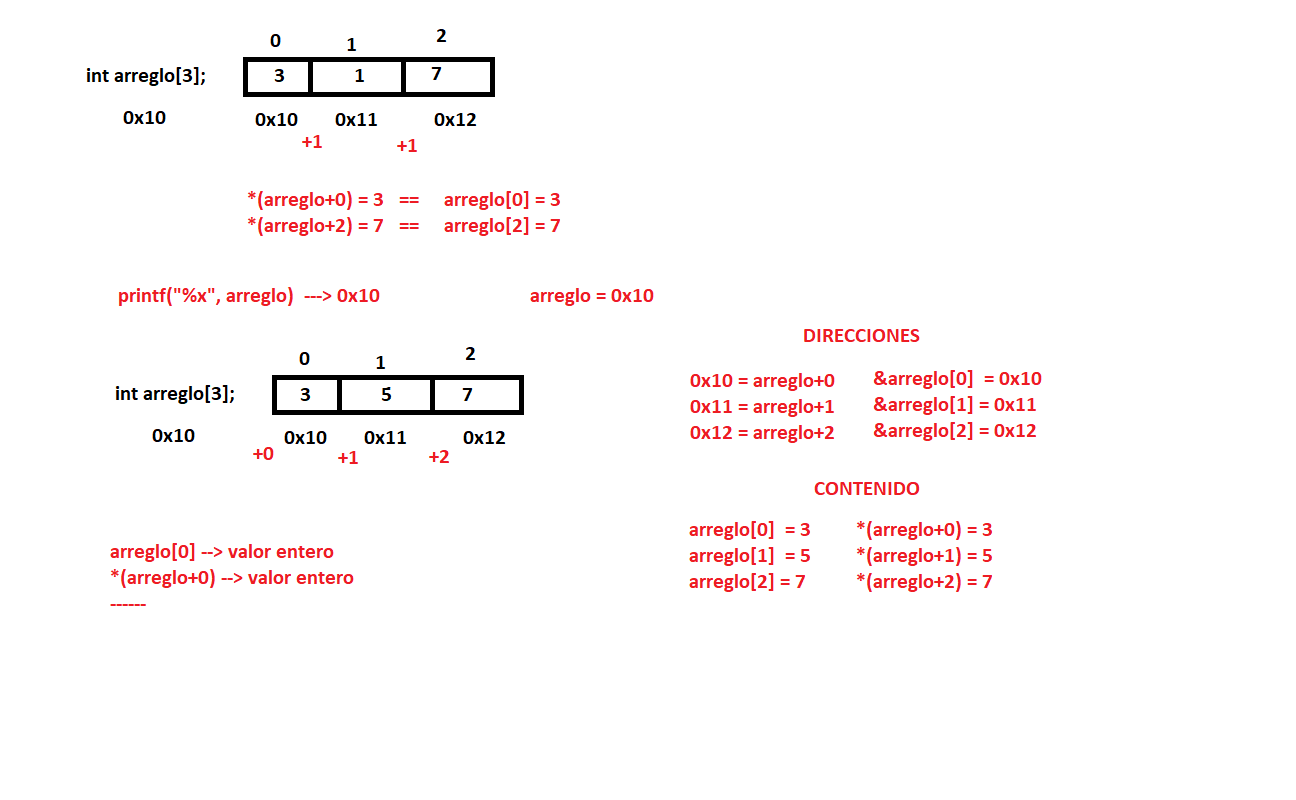 0 1 2
int arreglo[3]; 3 1 7
0x10 0x10 0x11 0x12
+1 +1
*(arreglo+0) = 3 == arreglo[0] = 3
*(arreglo+2) = 7 == arreglo[2] = 7
printf("%x", arreglo) ---> 0x10 arreglo = 0x10
0 1 2
int arreglo[3]; 3 5 7
0x10 0x10 0x11 0x12
+0 +1 +2
DIRECCIONES
0x10 = arreglo+0 &arreglo[0] = 0x10
0x11 = arreglo+1 &arreglo[1] = 0x11
0x12 = arreglo+2 &arreglo[2] = 0x12
CONTENIDO
arreglo[0] = 3 *(arreglo+0) = 3
arreglo[1] = 5 *(arreglo+1) = 5
arreglo[2] = 7 *(arreglo+2) = 7
arreglo[0] --> valor entero
*(arreglo+0) --> valor entero
------